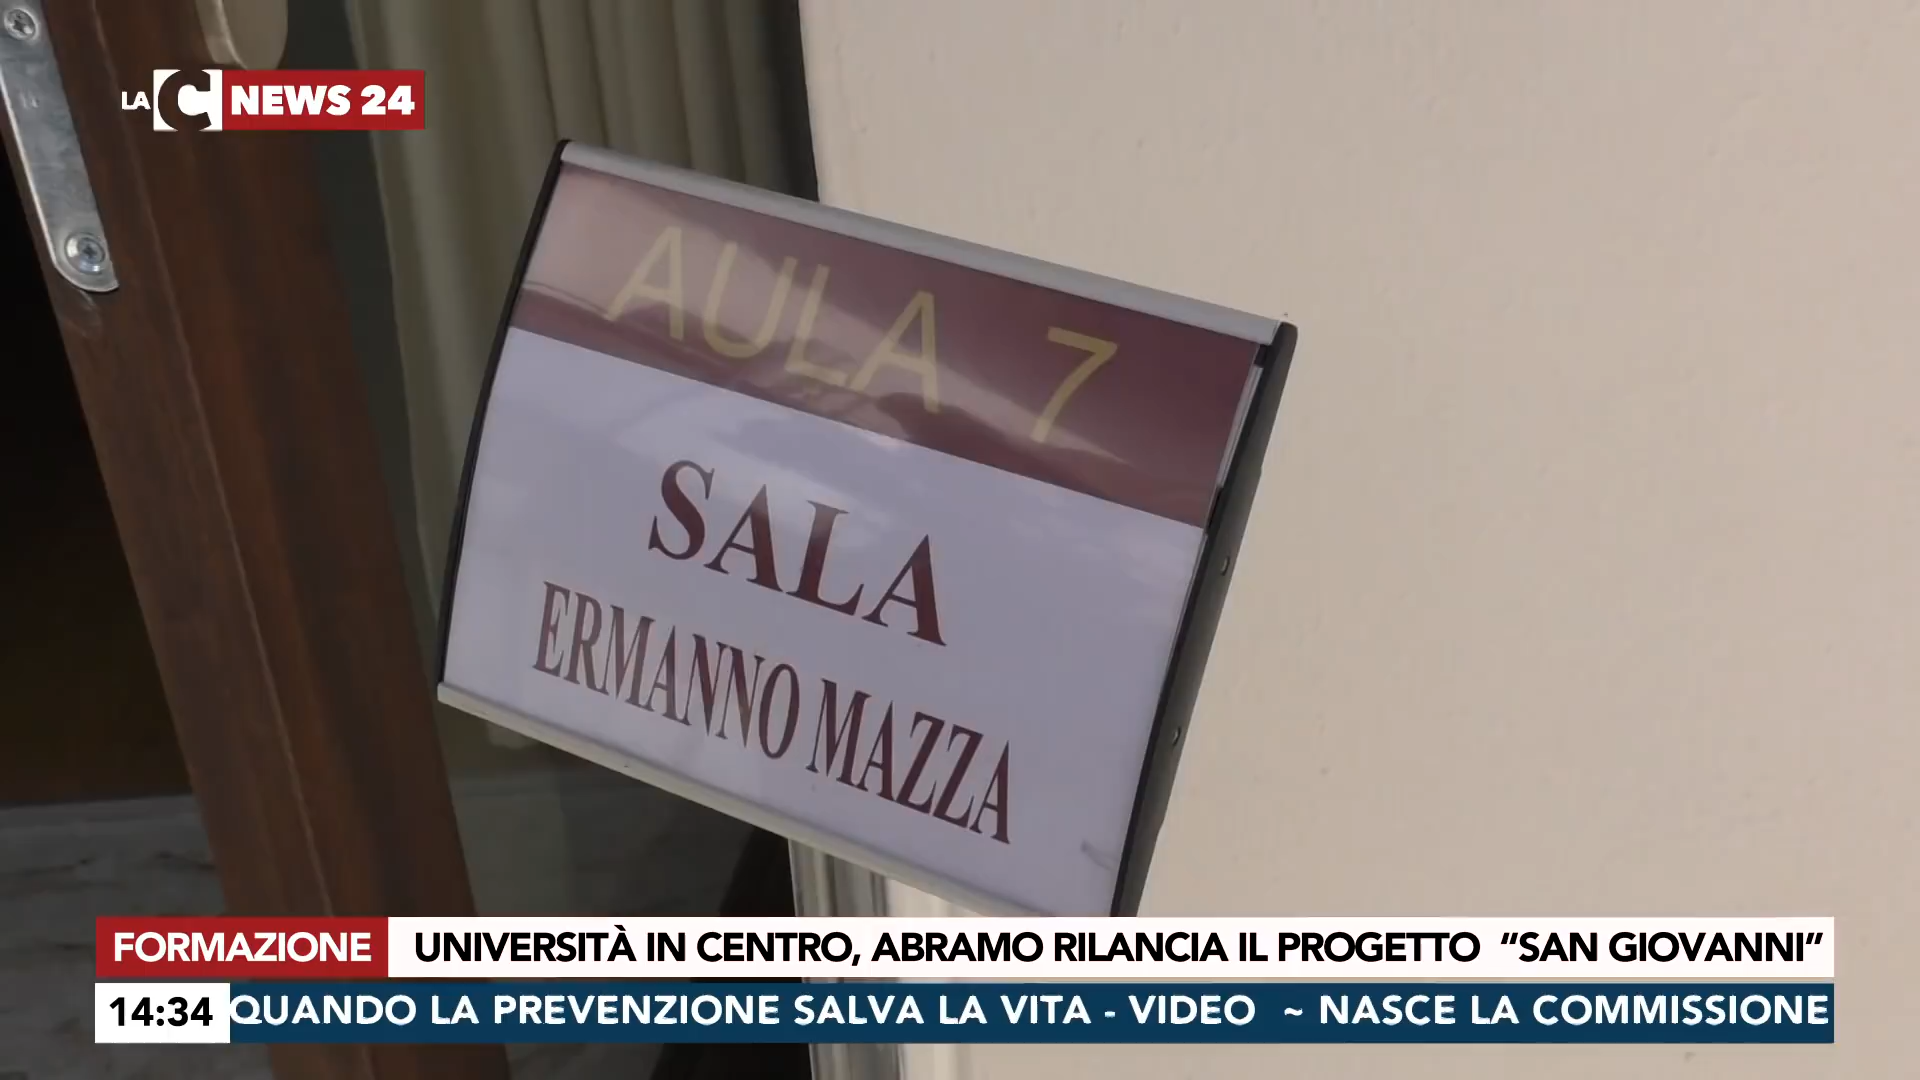 LA C NEWS 24
AULA 7
SALA
ERMANNO MAZZA
FORMAZIONE UNIVERSITÀ IN CENTRO, ABRAMO RILANCIA IL PROGETTO “SAN GIOVANNI”
14:34 QUANDO LA PREVENZIONE SALVA LA VITA - VIDEO ~ NASCE LA COMMISSIONE